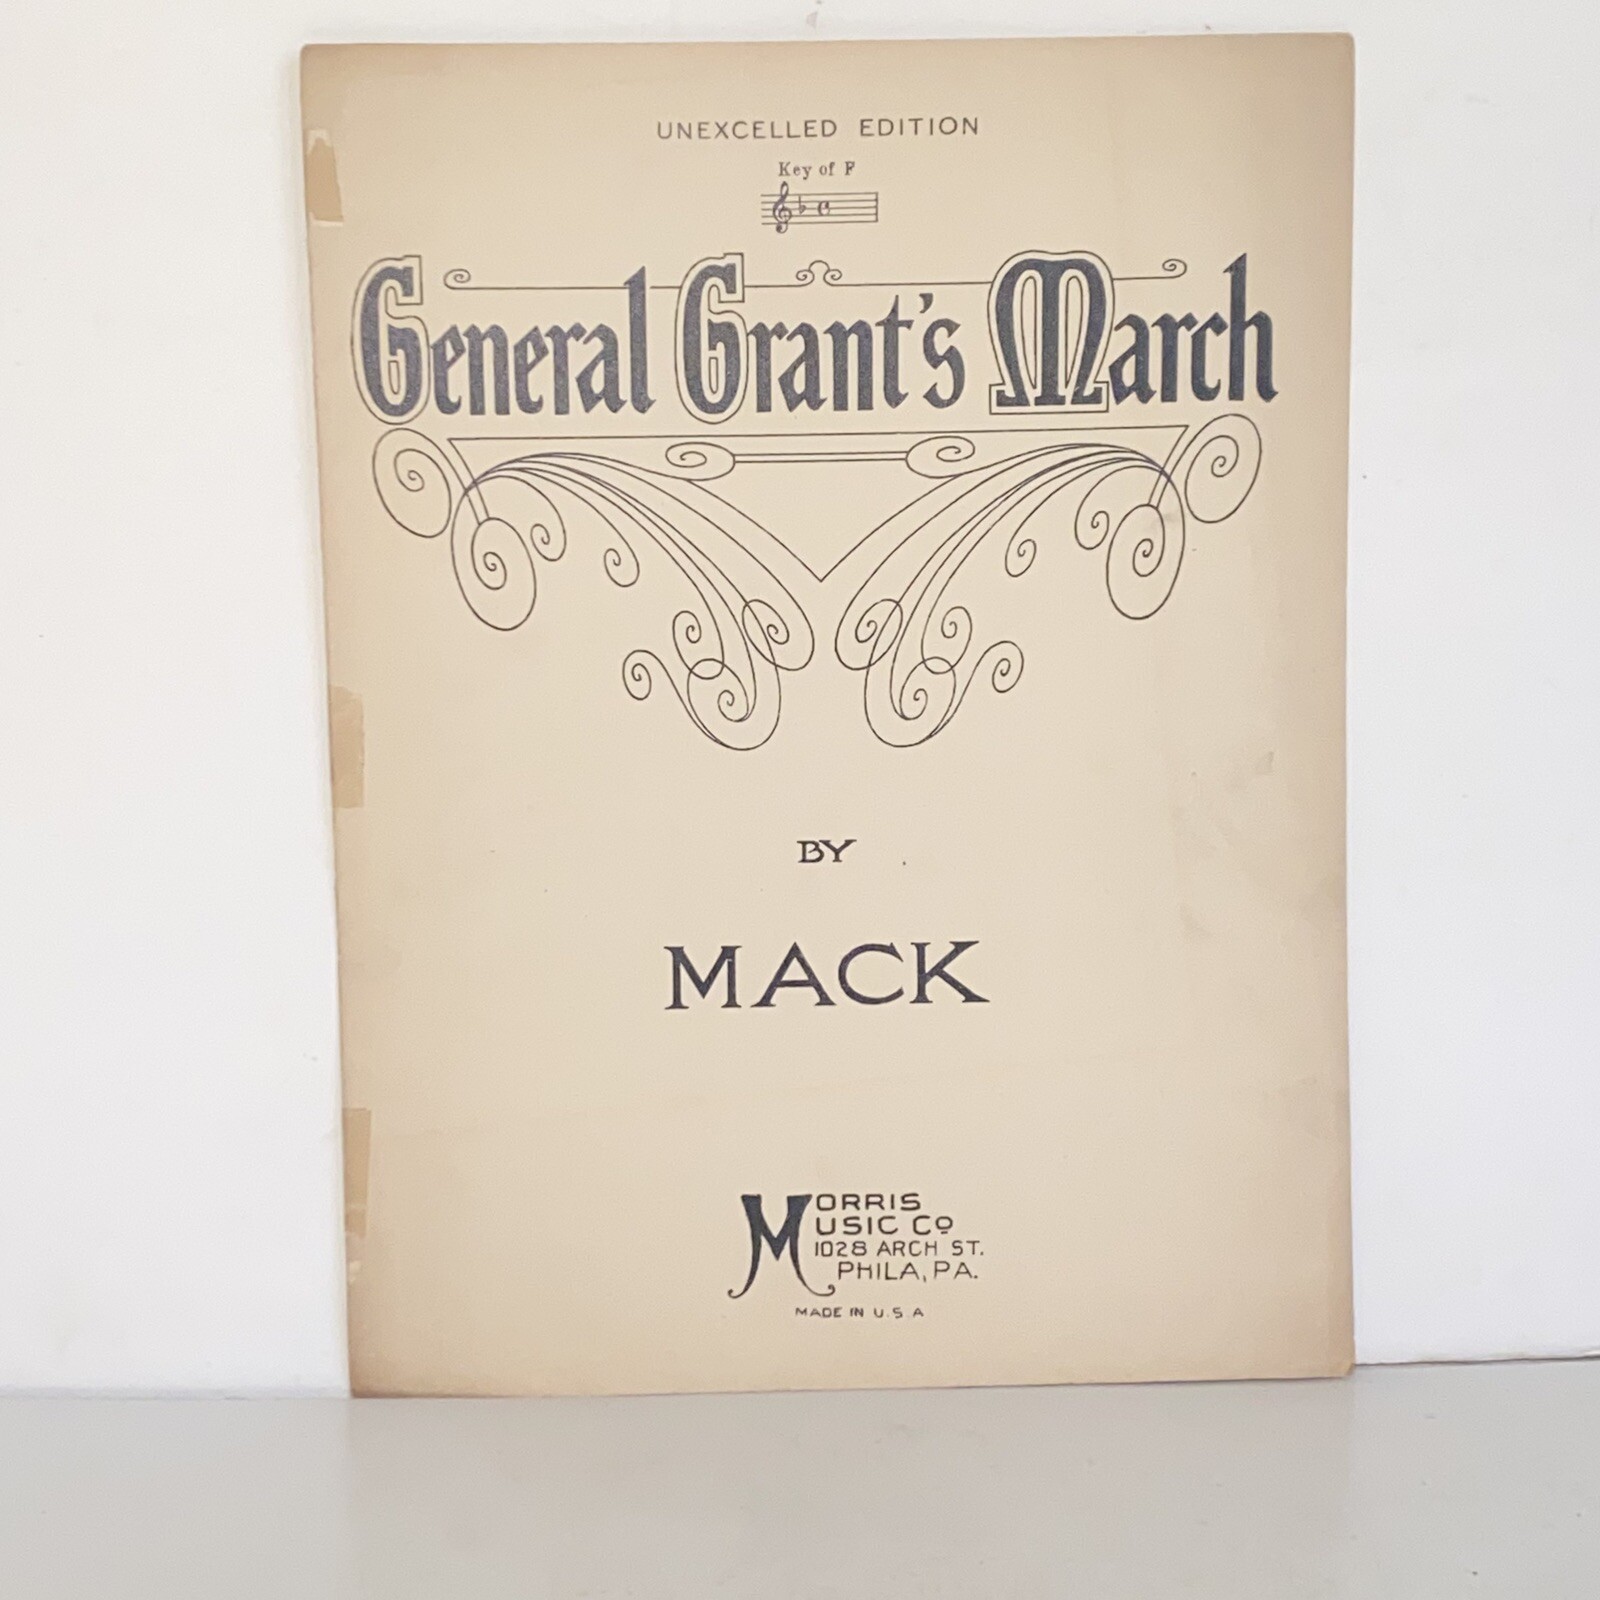 UNEXCELLED EDITION
Key of F
General Grant's March
BY
MACK
MORRIS
MUSIC CO
1028 ARCH ST.
PHILA, PA.
MADE IN U.S A